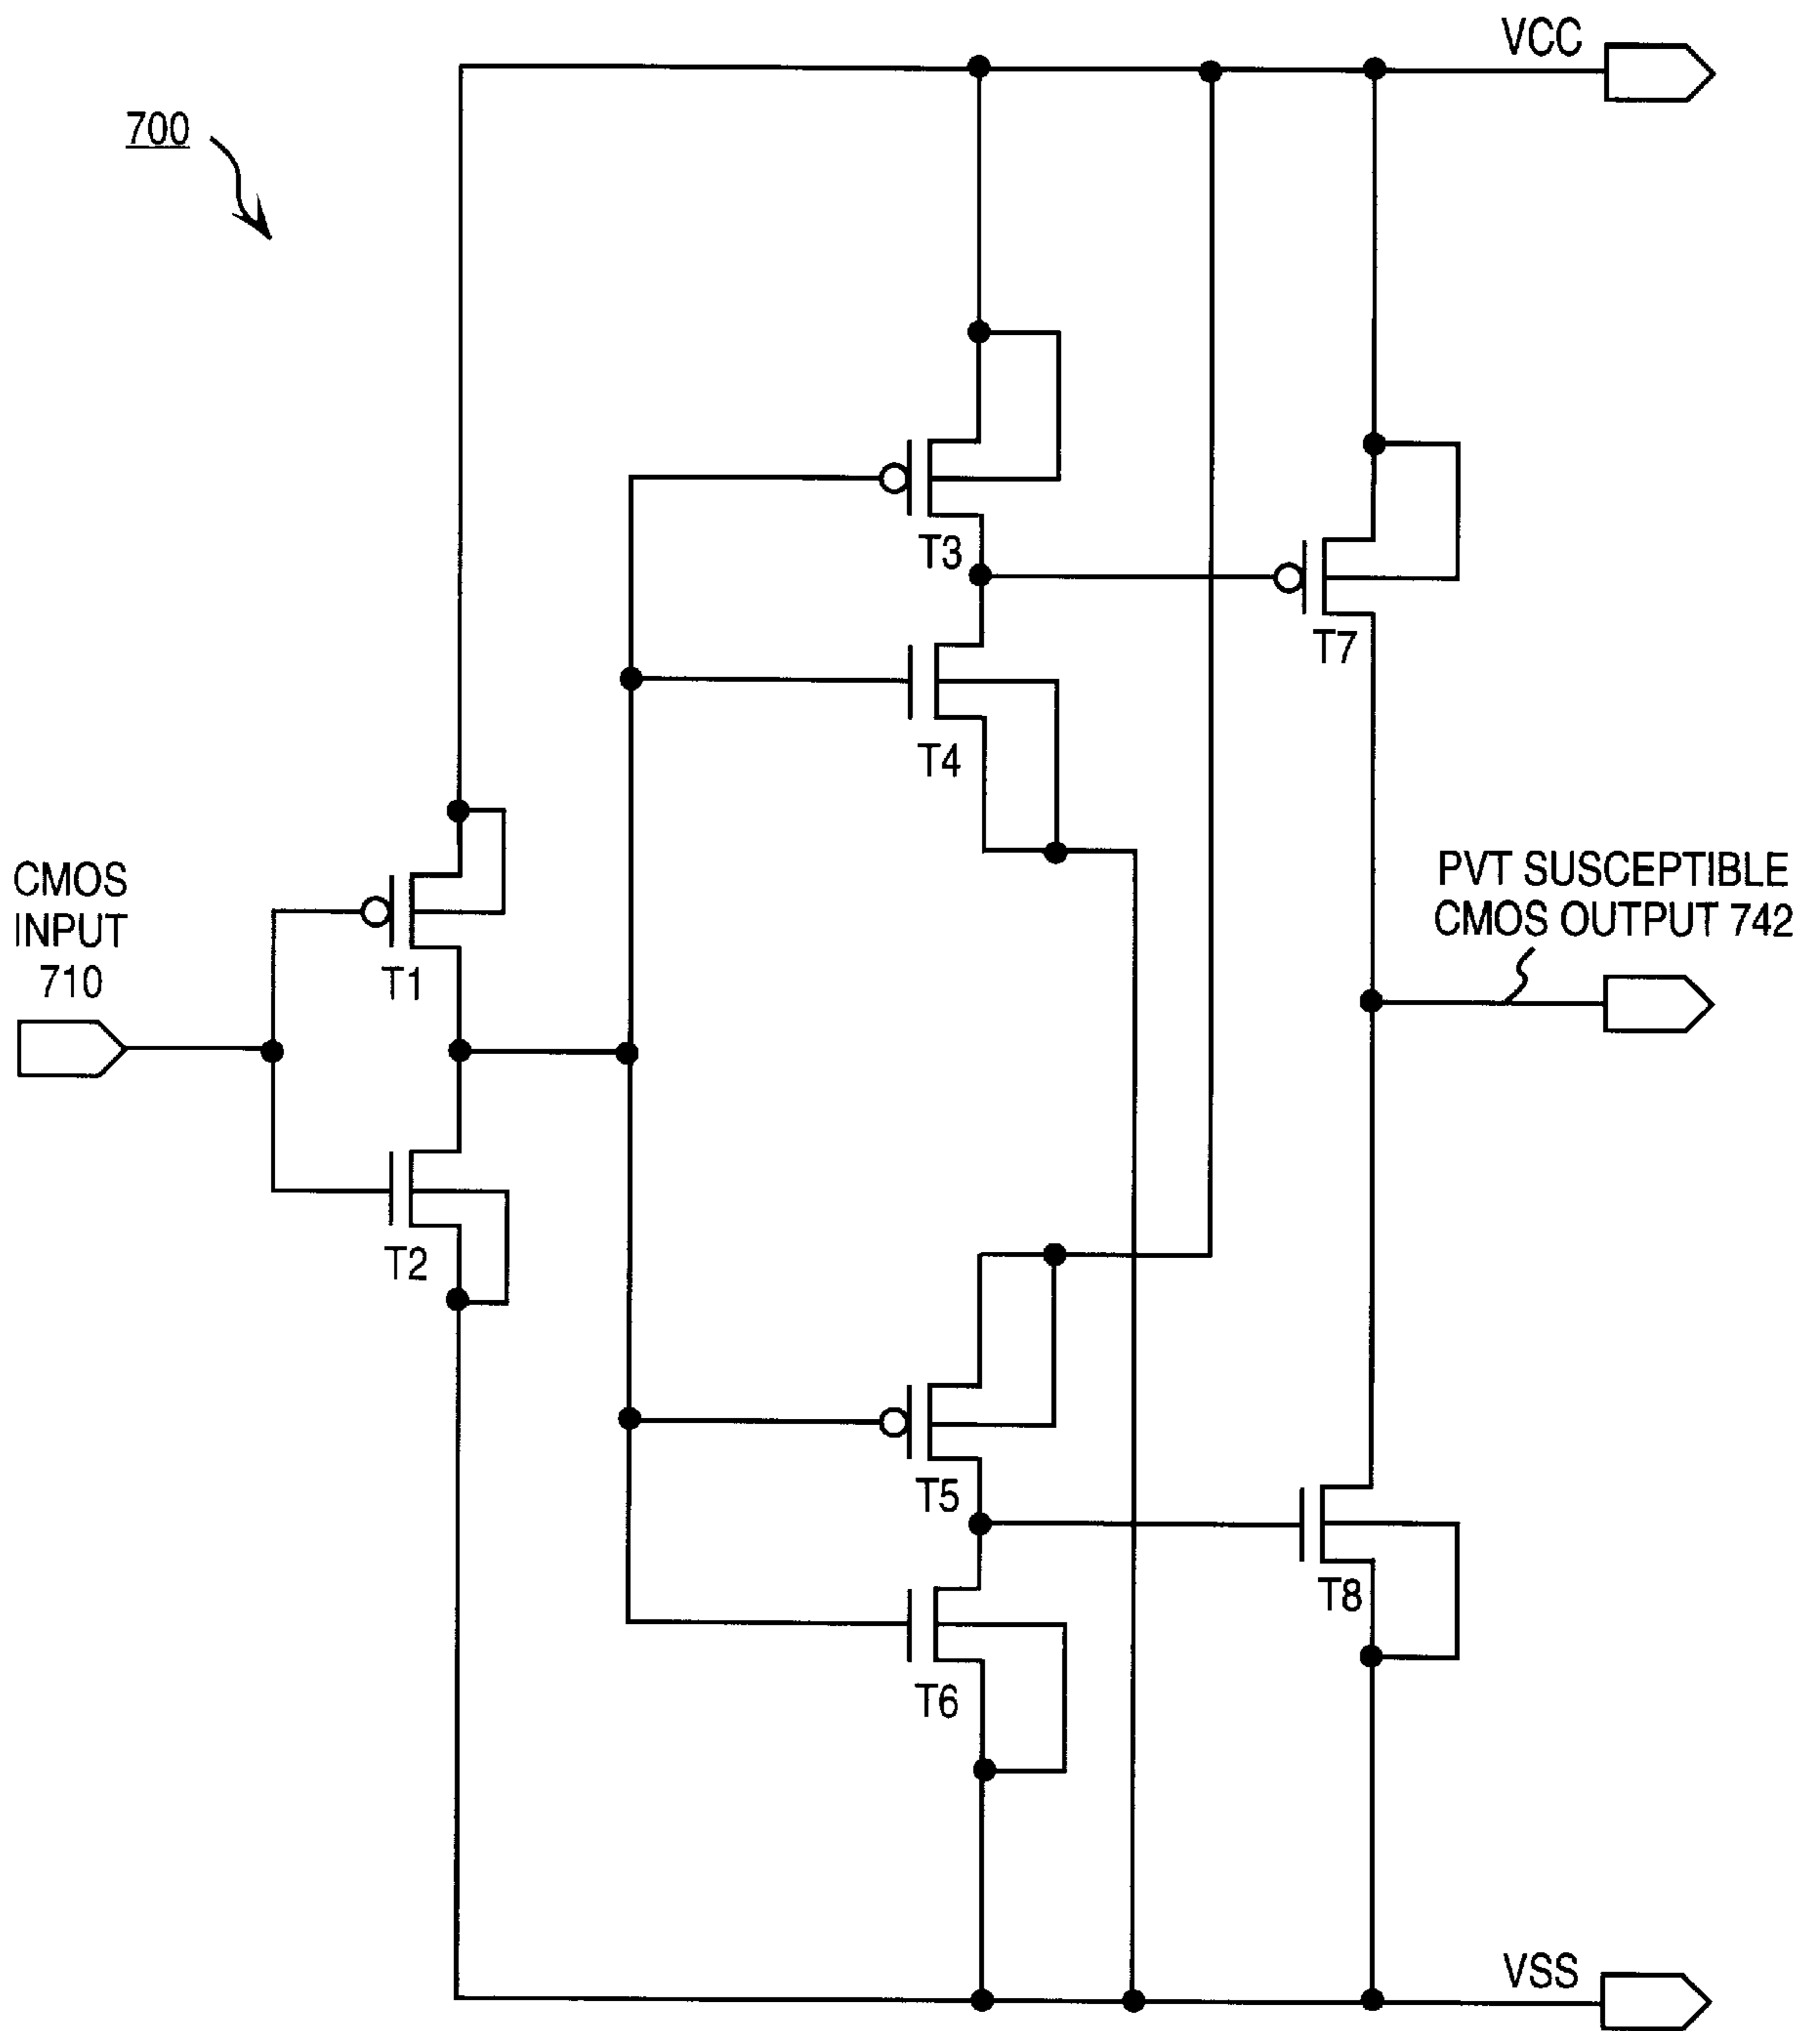 VCC
700
T3
T7
T4
CMOS
INPUT
710
T1
PVT SUSCEPTIBLE
CMOS OUTPUT 742
T2
T5
T8
T6
VSS